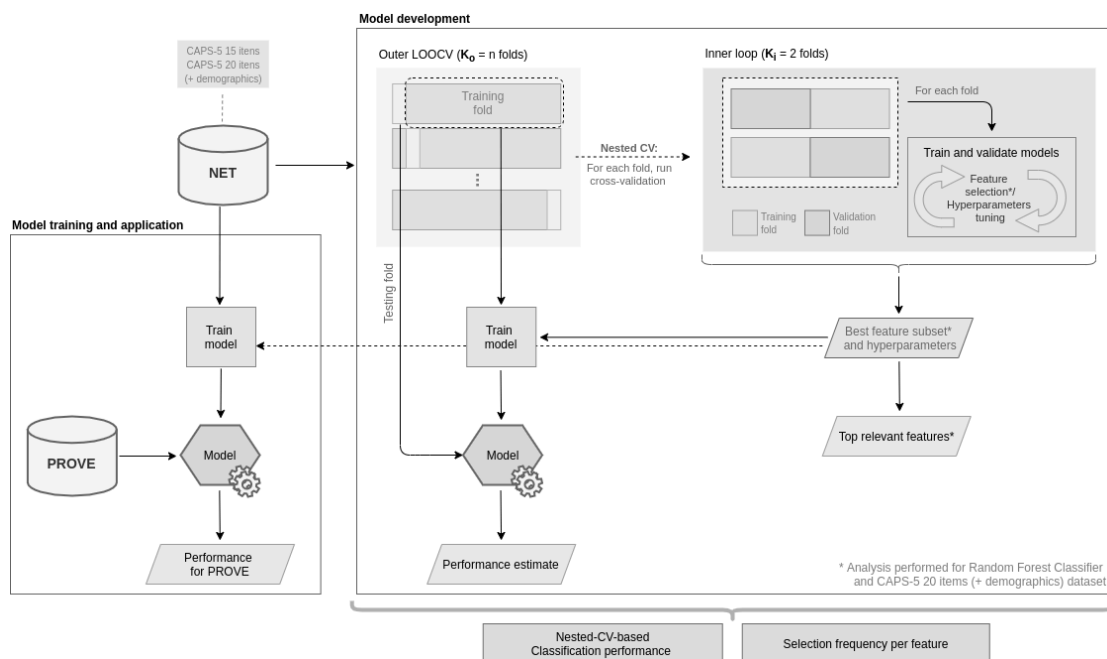 Model development
CAPS-5 15 itens
CAPS-5 20 itens
(+ demographics)
NET
Outer LOOCV (Ko = n folds)
Training
fold
Nested CV:
For each fold, run
cross-validation
Inner loop (Ki = 2 folds)
For each fold
Train and validate models
Feature
selection*/
Hyperparameters
tuning
Training
fold
Validation
fold
Model training and application
Testing fold
Train
model
Train
model
Best feature subset*
and hyperparameters
PROVE
Model
Model
Top relevant features*
Performance
for PROVE
Performance estimate
* Analysis performed for Random Forest Classifier
and CAPS-5 20 items (+ demographics) dataset
Nested-CV-based
Classification performance
Selection frequency per feature